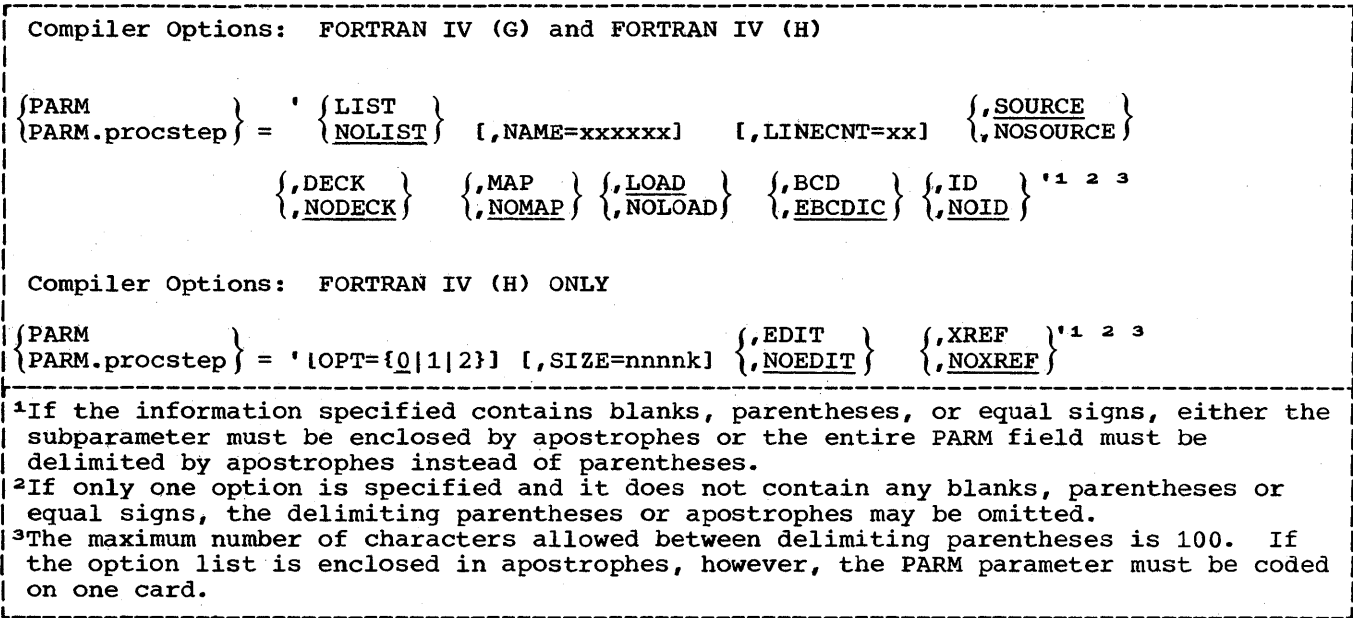 Compiler Options: FORTRAN IV (G) and FORTRAN IV (H)
{PARM
PARM.procstep} = ' {LIST
NOLIST} [,NAME=xxxxxx] [,LINECNT=xx] {,SOURCE
,NOSOURCE}
{,DECK
,NODECK} {,MAP
,NOMAP} {,LOAD
,NOLOAD} {,BCD
,EBCDIC} {,ID
,NOID} '1 2 3
Compiler Options: FORTRAN IV (H) ONLY
{PARM
PARM.procstep} = '[OPT={0|1|2}] [,SIZE=nnnnk] {,EDIT
,NOEDIT} {,XREF
,NOXREF}'1 2 3
1If the information specified contains blanks, parentheses, or equal signs, either the
subparameter must be enclosed by apostrophes or the entire PARM field must be
delimited by apostrophes instead of parentheses.
2If only one option is specified and it does not contain any blanks, parentheses or
equal signs, the delimiting parentheses or apostrophes may be omitted.
3The maximum number of characters allowed between delimiting parentheses is 100. If
the option list is enclosed in apostrophes, however, the PARM parameter must be coded
on one card.